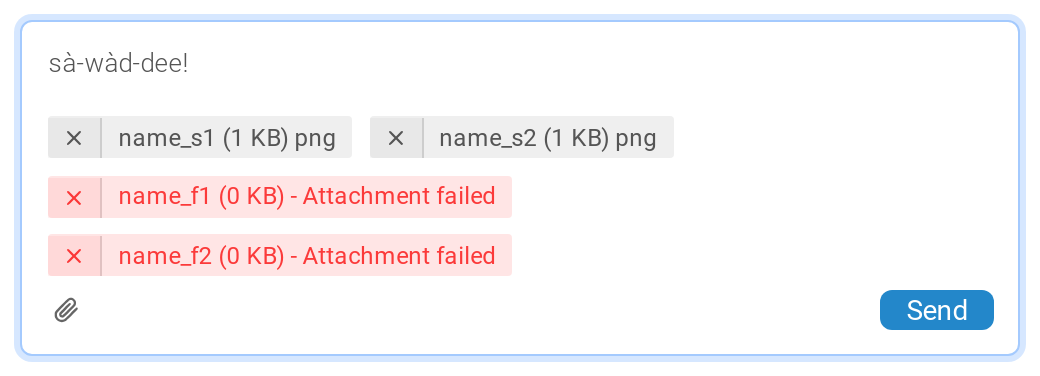 sà-wàd-dee!
name_s1 (1 KB) png name_s2 (1 KB) png
name_f1 (0 KB) - Attachment failed
name_f2 (0 KB) - Attachment failed
Send